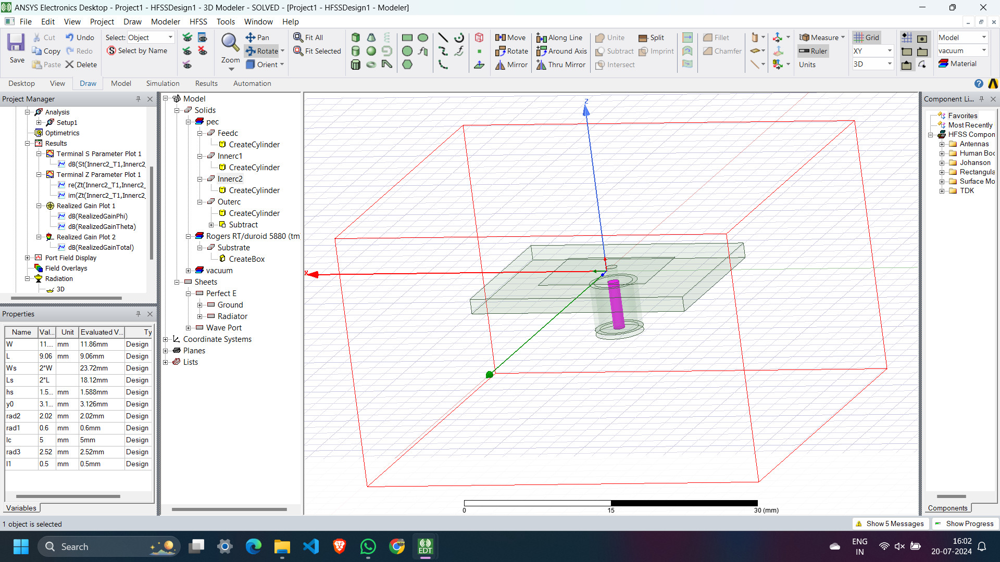 ANSYS Electronics Desktop - Project1 - HFSSDesign1 - 3D Modeler - SOLVED - [Project1 - HFSSDesign1 - Modeler]
File Edit View Project Draw Modeler HFSS Tools Window Help
Save
Cut
Copy
Paste
Undo
Redo
Delete
Select: Object
Select by Name
Zoom
Pan
Rotate
Orient
Fit All
Fit Selected
Move
Rotate
Mirror
Along Line
Around Axis
Thru Mirror
Unite
Subtract
Intersect
Split
Imprint
Fillet
Chamfer
Measure
Ruler
Units
Grid
XY
3D
Model
vacuum
Material
Desktop View Draw Model Simulation Results Automation
Project Manager
Analysis
Setup1
Optimetrics
Results
Terminal S Parameter Plot 1
dB(St(Innerc2_T1,Innerc2_
Terminal Z Parameter Plot 1
re(Zt(Innerc2_T1,Innerc2_
im(Zt(Innerc2_T1,Innerc2_
Realized Gain Plot 1
dB(RealizedGainPhi)
dB(RealizedGainTheta)
Realized Gain Plot 2
dB(RealizedGainTotal)
Port Field Display
Field Overlays
Radiation
3D
Properties
Name Val... Unit Evaluated V... Ty
W 11.... mm 11.86mm Design
L 9.06 mm 9.06mm Design
Ws 2*W 23.72mm Design
Ls 2*L 18.12mm Design
hs 1.5... mm 1.588mm Design
y0 3.1... mm 3.126mm Design
rad2 2.02 mm 2.02mm Design
rad1 0.6 mm 0.6mm Design
lc 5 mm 5mm Design
rad3 2.52 mm 2.52mm Design
l1 0.5 mm 0.5mm Design
Variables
Model
Solids
pec
Feedc
CreateCylinder
Innerc1
CreateCylinder
Innerc2
CreateCylinder
Outerc
CreateCylinder
Subtract
Rogers RT/duroid 5880 (tm
Substrate
CreateBox
vacuum
Sheets
Perfect E
Ground
Radiator
Wave Port
Coordinate Systems
Planes
Lists
Z
X
0 15 30 (mm)
Component Li...
Favorites
Most Recently
HFSS Compon
Antennas
Human Boo
Johanson
Rectangula
Surface Mo
TDK
Components
1 object is selected
Show 5 Messages
Show Progress
Search
EDT
ENG
IN
16:02
20-07-2024